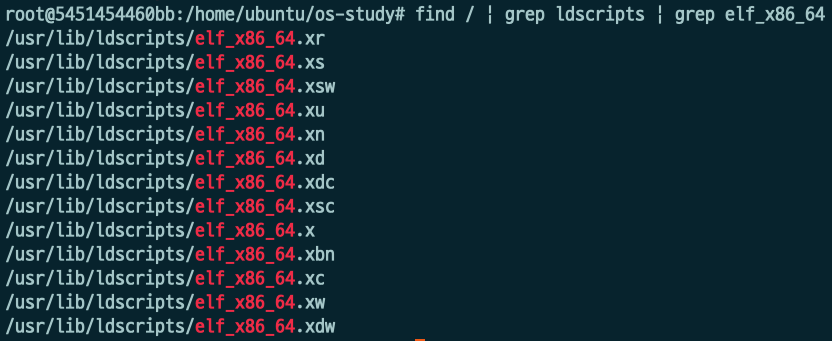 root@5451454460bb:/home/ubuntu/os-study# find / | grep ldscripts | grep elf_x86_64
/usr/lib/ldscripts/elf_x86_64.xr
/usr/lib/ldscripts/elf_x86_64.xs
/usr/lib/ldscripts/elf_x86_64.xsw
/usr/lib/ldscripts/elf_x86_64.xu
/usr/lib/ldscripts/elf_x86_64.xn
/usr/lib/ldscripts/elf_x86_64.xd
/usr/lib/ldscripts/elf_x86_64.xdc
/usr/lib/ldscripts/elf_x86_64.xsc
/usr/lib/ldscripts/elf_x86_64.x
/usr/lib/ldscripts/elf_x86_64.xbn
/usr/lib/ldscripts/elf_x86_64.xc
/usr/lib/ldscripts/elf_x86_64.xw
/usr/lib/ldscripts/elf_x86_64.xdw